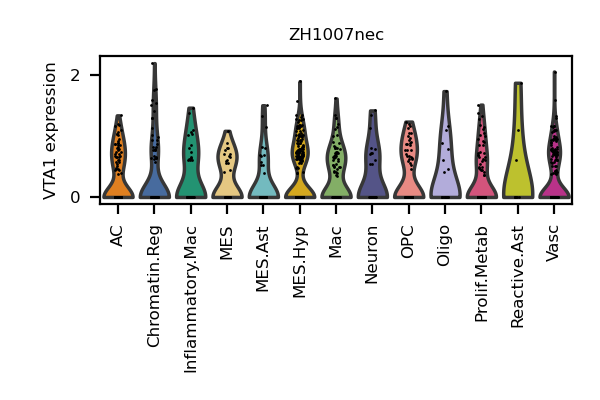 ZH1007nec
VTA1 expression
2
0
AC
Chromatin.Reg
Inflammatory.Mac
MES
MES.Ast
MES.Hyp
Mac
Neuron
OPC
Oligo
Prolif.Metab
Reactive.Ast
Vasc